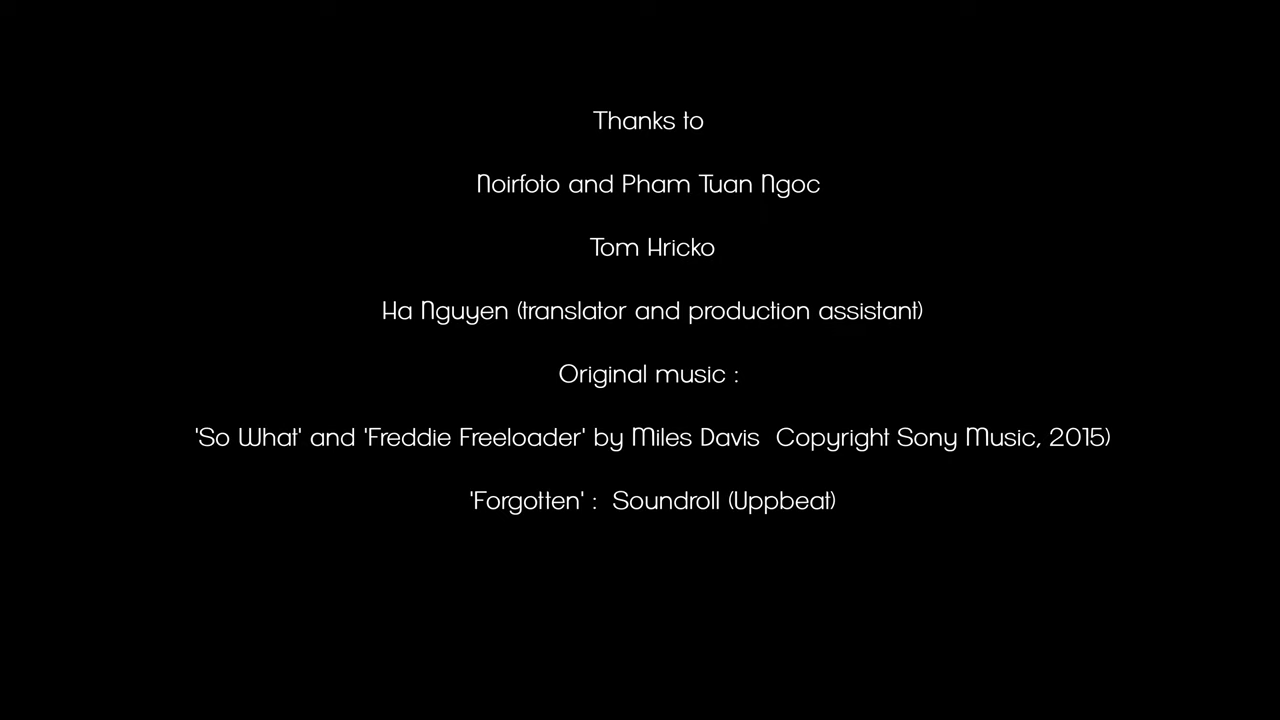 Thanks to
Noirfoto and Pham Tuan Ngoc
Tom Hricko
Ha Nguyen (translator and production assistant)
Original music :
'So What' and 'Freddie Freeloader' by Miles Davis  Copyright Sony Music, 2015)
'Forgotten' :  Soundroll (Uppbeat)